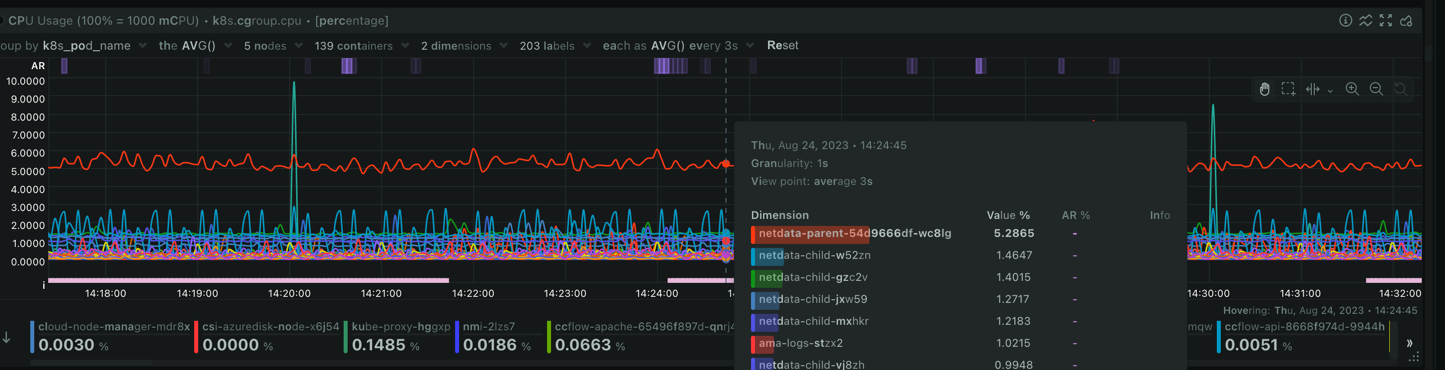 CPU Usage (100% = 1000 mCPU) • k8s.cgroup.cpu • [percentage]
oup by k8s_pod_name the AVG() 5 nodes 139 containers 2 dimensions 203 labels each as AVG() every 3s Reset
AR
10.0000
9.0000
8.0000
7.0000
6.0000
5.0000
4.0000
3.0000
2.0000
1.0000
0.0000
i
14:18:00 14:19:00 14:20:00 14:21:00 14:22:00 14:23:00 14:24:00 14: 14:30:00 14:31:00 14:32:00
Thu, Aug 24, 2023 • 14:24:45
Granularity: 1s
View point: average 3s
Dimension Value % AR % Info
netdata-parent-54d9666df-wc8lg 5.2865 -
netdata-child-w52zn 1.4647 -
netdata-child-gzc2v 1.4015 -
netdata-child-jxw59 1.2717 -
netdata-child-mxhkr 1.2183 -
ama-logs-stzx2 1.0215 -
netdata-child-vj8zh 0.9948 -
Hovering: Thu, Aug 24, 2023 • 14:24:45
cloud-node-manager-mdr8x csi-azuredisk-node-x6j54 kube-proxy-hggxp nmi-2lzs7 ccflow-apache-65496f897d-qnrj4 mqw ccflow-api-8668f974d-9944h
0.0030 % 0.0000 % 0.1485 % 0.0186 % 0.0663 % 0.0051 %